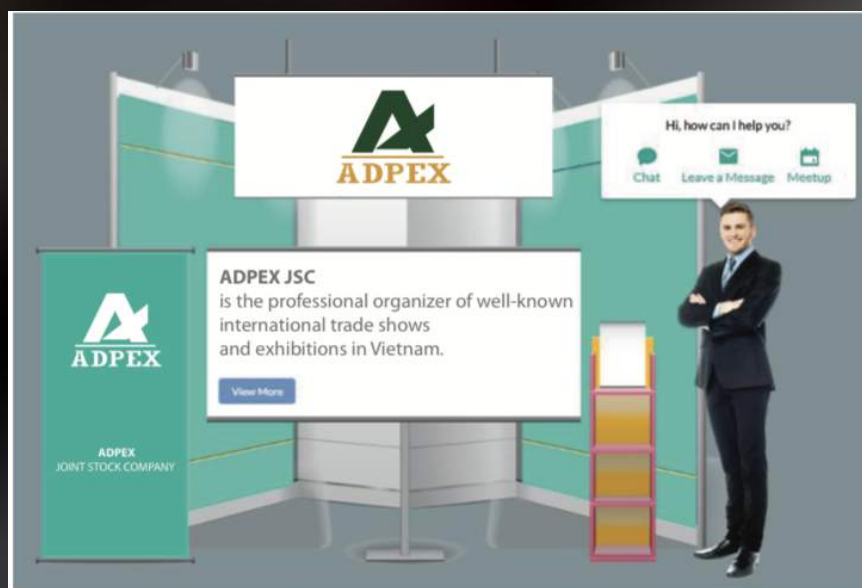 ADPEX
Hi, how can I help you?
Chat
Leave a Message
Meetup
ADPEX JSC
is the professional organizer of well-known
international trade shows
and exhibitions in Vietnam.
View More
ADPEX
ADPEX
JOINT STOCK COMPANY